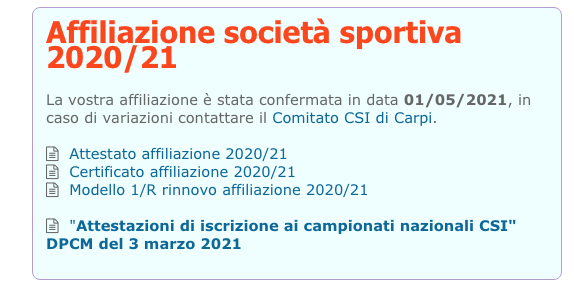 Affiliazione società sportiva
2020/21
La vostra affiliazione è stata confermata in data 01/05/2021, in
caso di variazioni contattare il Comitato CSI di Carpi.
Attestato affiliazione 2020/21
Certificato affiliazione 2020/21
Modello 1/R rinnovo affiliazione 2020/21
"Attestazioni di iscrizione ai campionati nazionali CSI"
DPCM del 3 marzo 2021